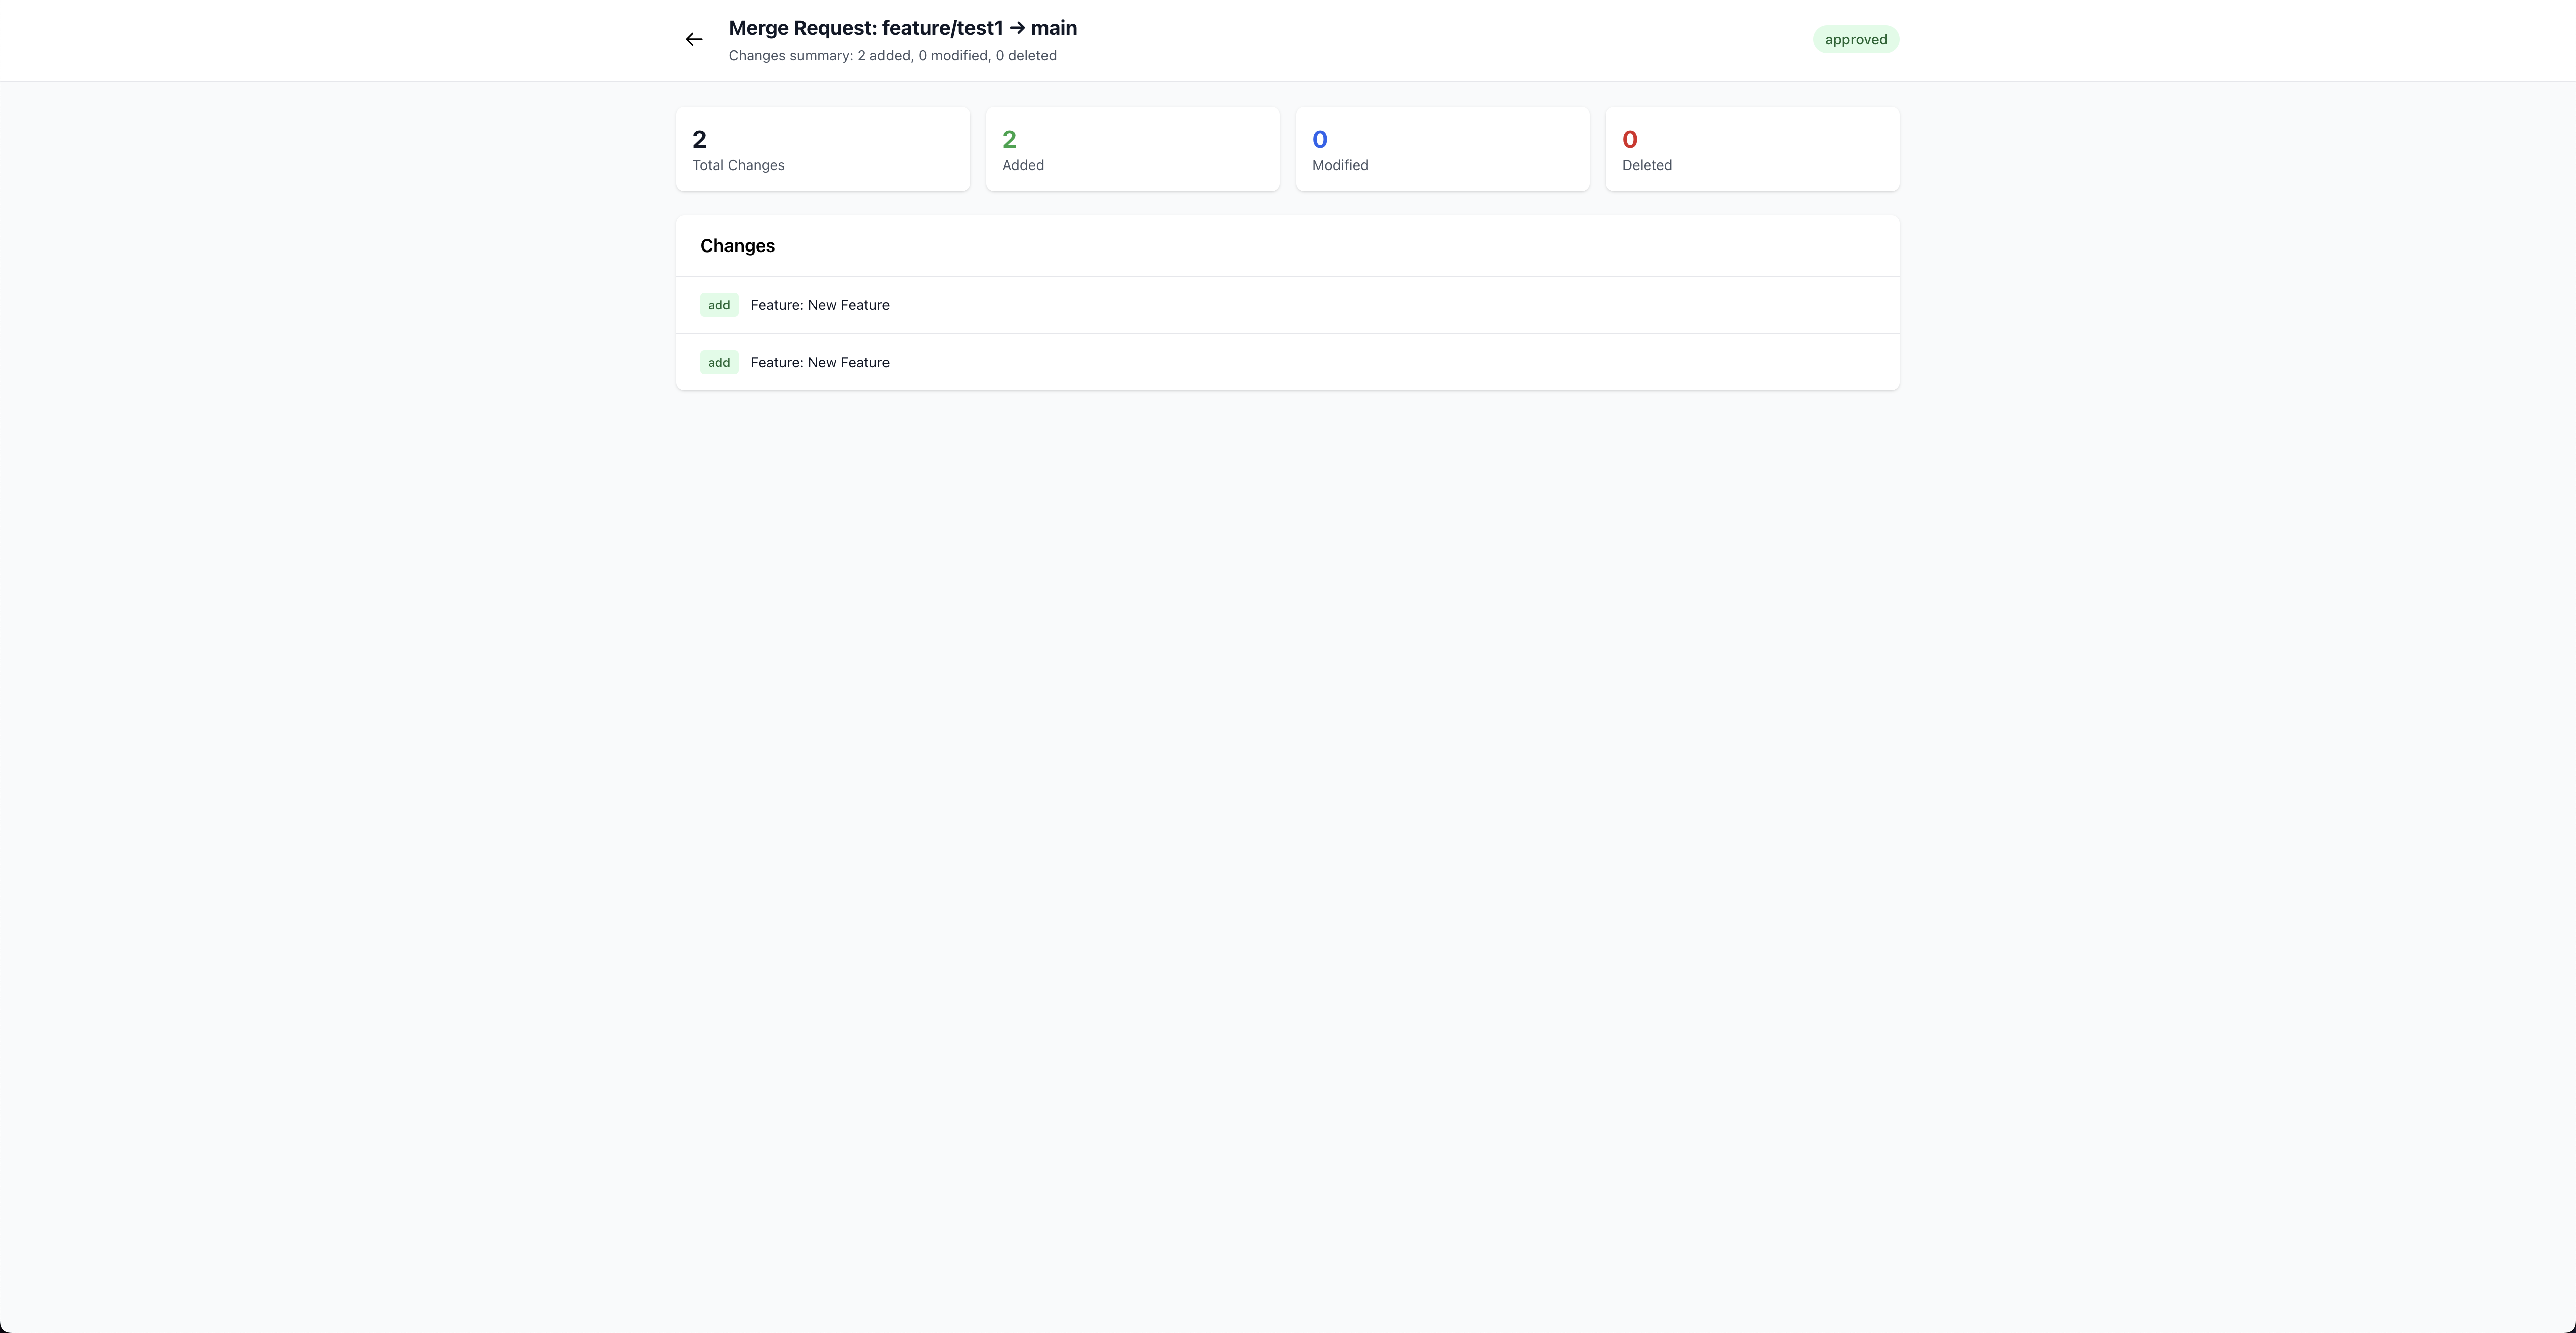 Merge Request: feature/test1 → main
Changes summary: 2 added, 0 modified, 0 deleted
approved
2
Total Changes
2
Added
0
Modified
0
Deleted
Changes
add Feature: New Feature
add Feature: New Feature